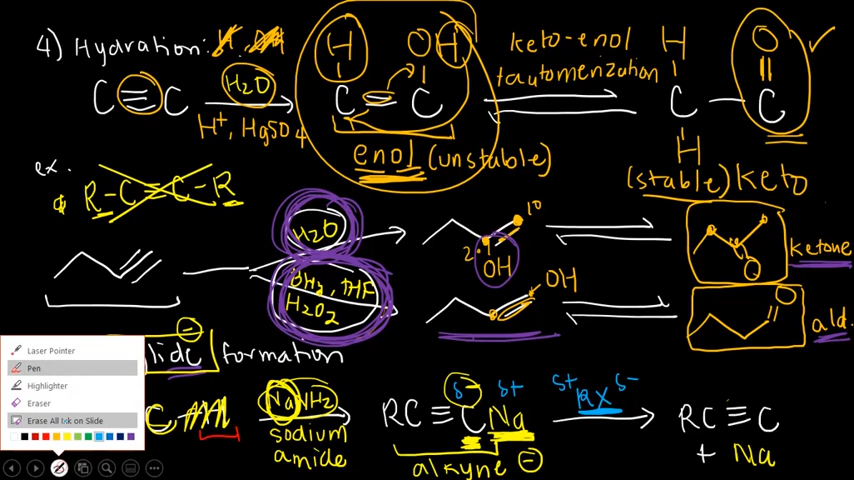 4) Hydration:
H OH keto-enol H O
C≡C H2O C=C tautomerization C-C
H+, HgSO4 H
enol (unstable) (stable) keto
ex.
R-C≡C-R
H2O 1° ketone
2°
OH O
BH3, THF OH O
H2O2 ald.
Laser Pointer
Pen
lide ⊖ formation
Highlighter
Eraser
Erase All Ink on Slide
C NaNH2 RC≡C Na δ- δ+ δ+ RX δ- RC≡C
sodium + Na
amide alkyne ⊖